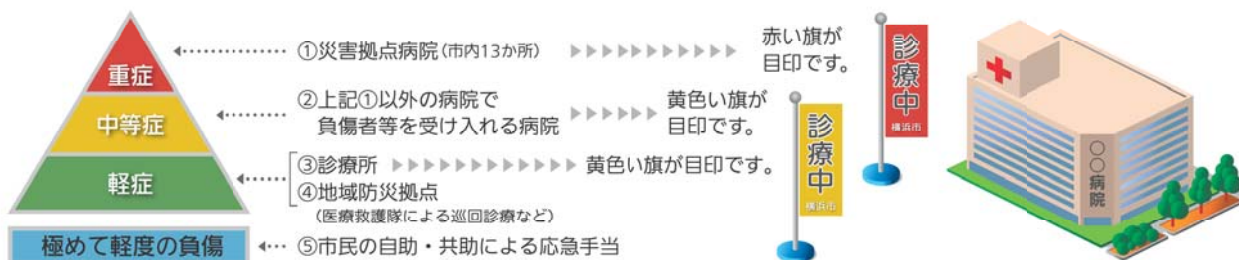 重症
①災害拠点病院(市内13か所)
赤い旗が
目印です。
中等症
②上記①以外の病院で
負傷者等を受け入れる病院
黄色い旗が
目印です。
軽症
③診療所
黄色い旗が目印です。
④地域防災拠点
(医療救護隊による巡回診療など)
極めて軽度の負傷
⑤市民の自助・共助による応急手当
診療中
横浜市
診療中
横浜市
〇〇病院